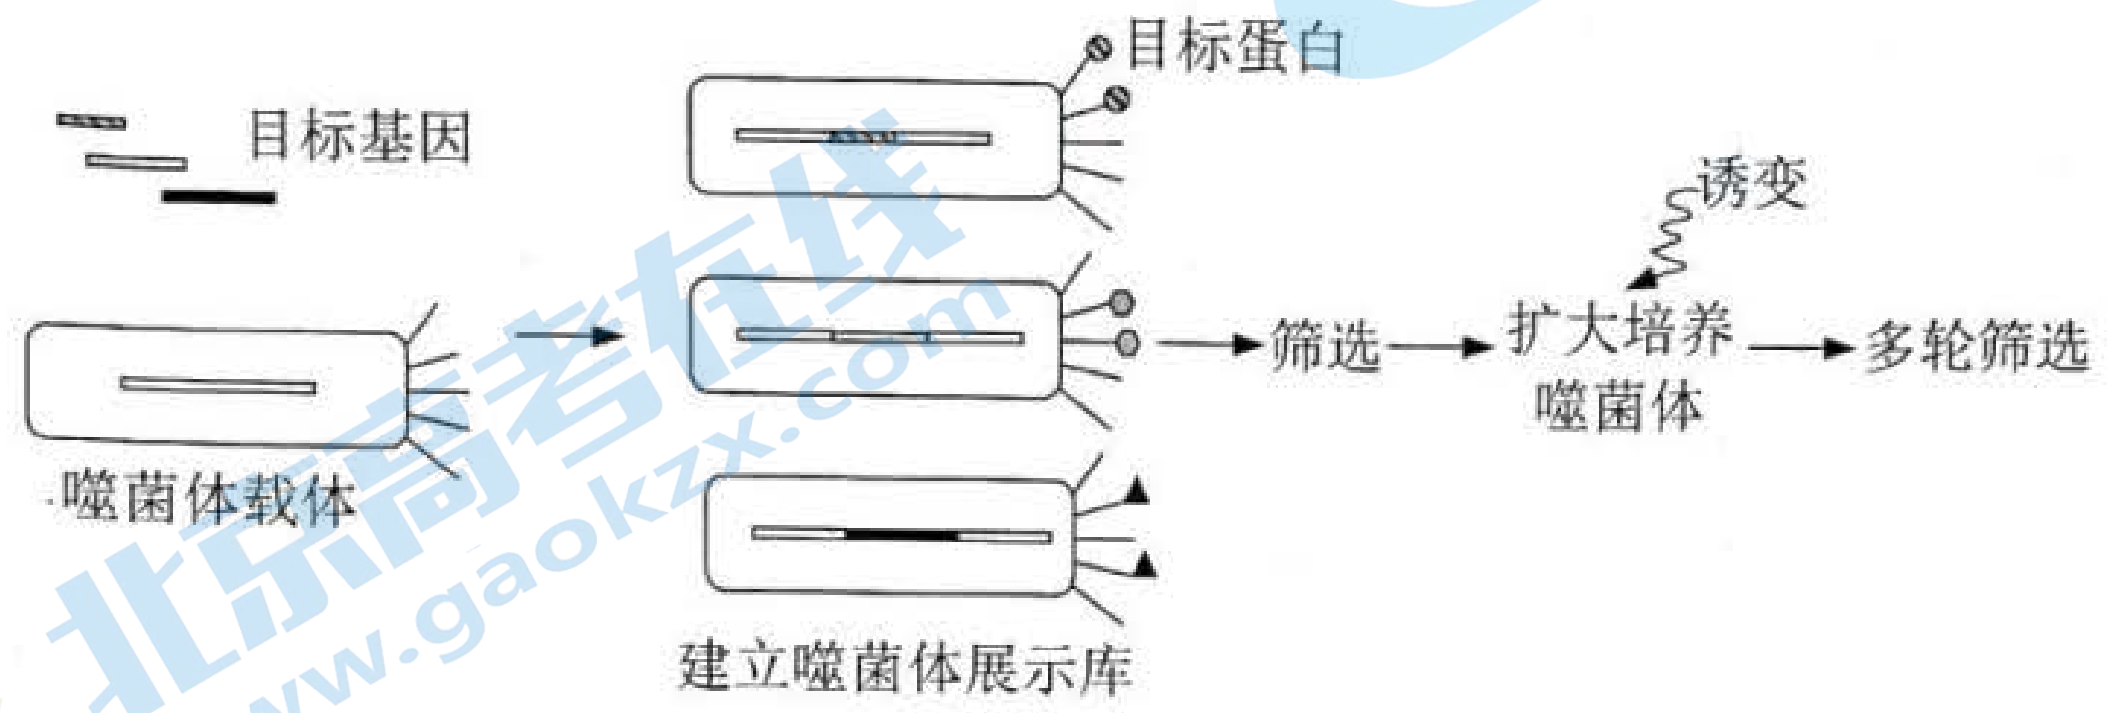 目标蛋白
目标基因
诱变
筛选
扩大培养
噬菌体
多轮筛选
噬菌体载体
建立噬菌体展示库
北京高考在线
www.gaokzx.com